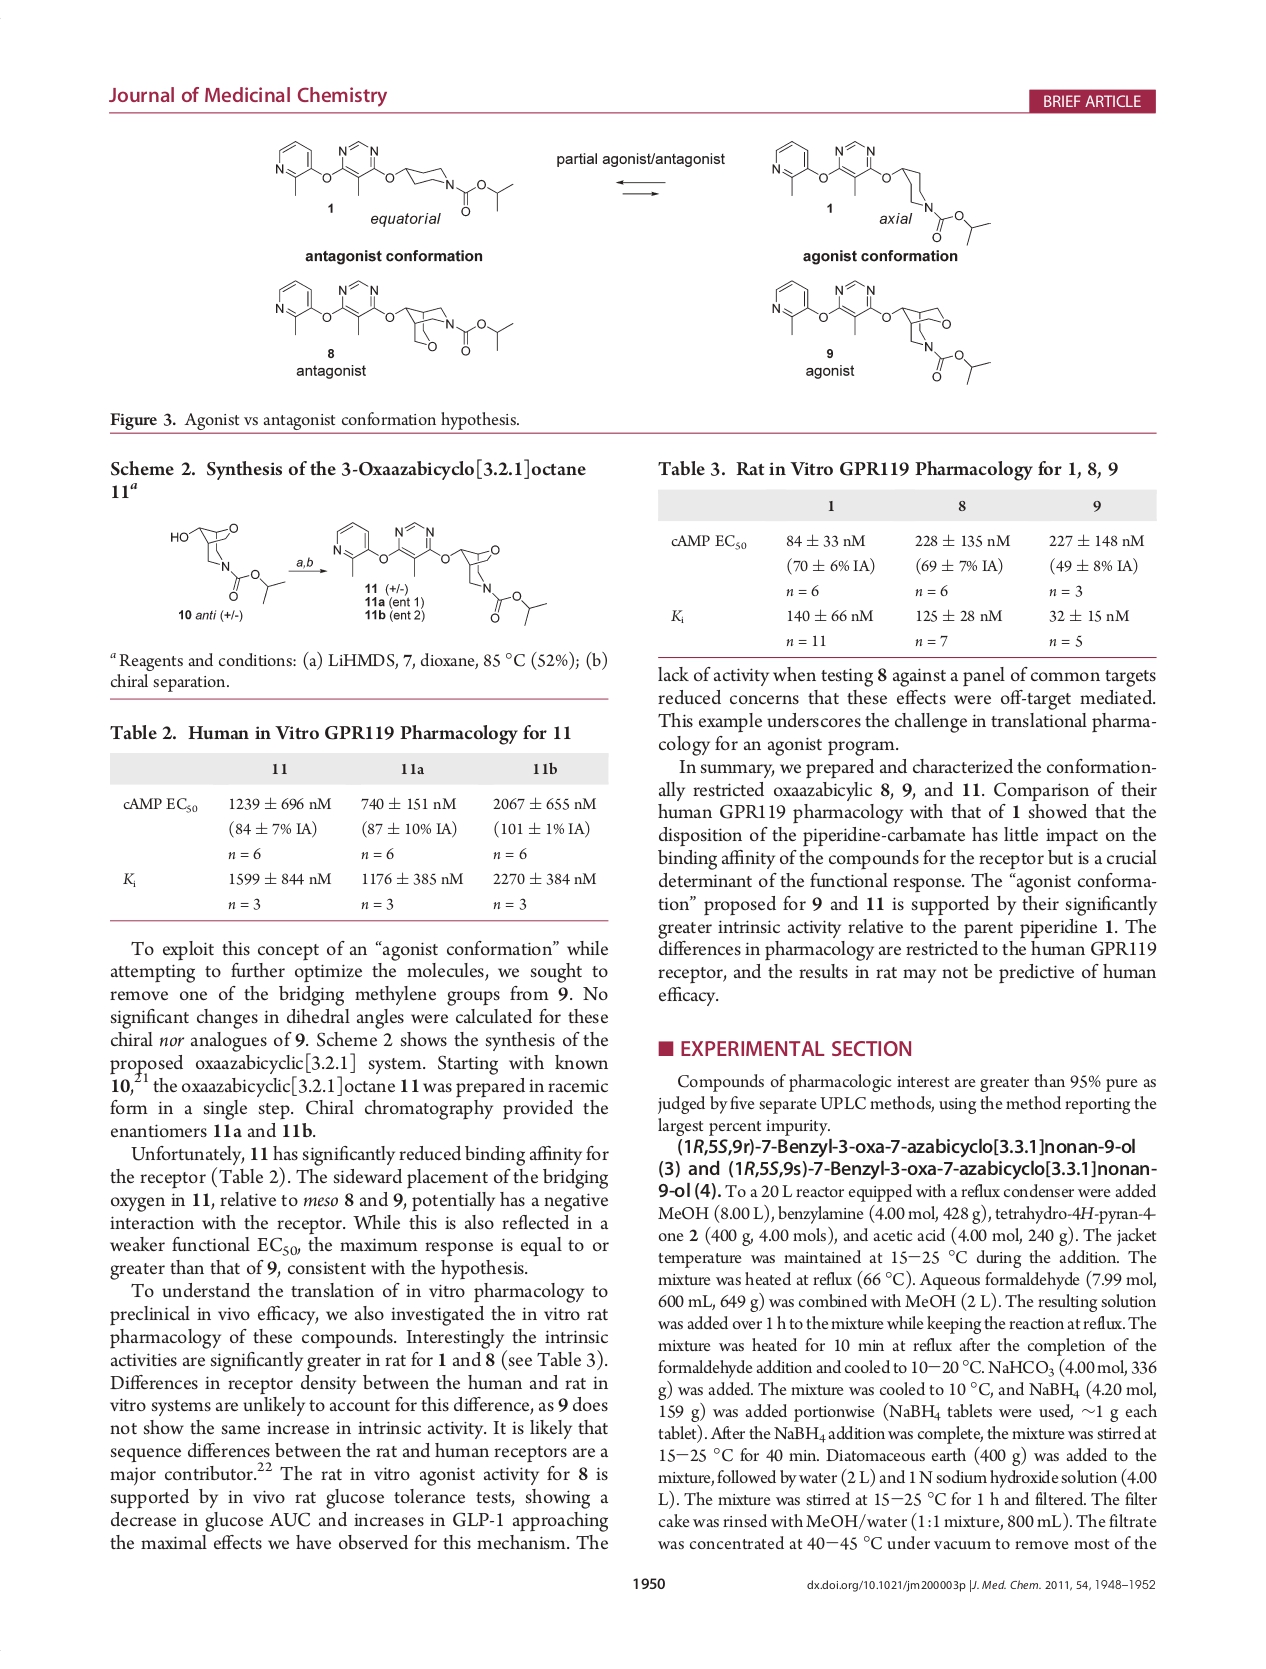 Journal of Medicinal Chemistry
BRIEF ARTICLE
N
O
N
N
O
N
O
O
1
equatorial
partial agonist/antagonist
N
O
N
N
O
N
O
O
1
axial
antagonist conformation
agonist conformation
N
O
N
N
O
N
O
O
O
8
antagonist
N
O
N
N
O
O
N
O
O
9
agonist
Figure 3. Agonist vs antagonist conformation hypothesis.
Scheme 2. Synthesis of the 3-Oxaazabicyclo[3.2.1]octane
11a
HO
O
N
O
O
10 anti (+/-)
a,b
N
O
N
N
O
O
N
O
O
11 (+/-)
11a (ent 1)
11b (ent 2)
a Reagents and conditions: (a) LiHMDS, 7, dioxane, 85 °C (52%); (b)
chiral separation.
Table 2. Human in Vitro GPR119 Pharmacology for 11
11 11a 11b
cAMP EC50 1239 ± 696 nM 740 ± 151 nM 2067 ± 655 nM
(84 ± 7% IA) (87 ± 10% IA) (101 ± 1% IA)
n = 6 n = 6 n = 6
Ki 1599 ± 844 nM 1176 ± 385 nM 2270 ± 384 nM
n = 3 n = 3 n = 3
To exploit this concept of an “agonist conformation” while
attempting to further optimize the molecules, we sought to
remove one of the bridging methylene groups from 9. No
significant changes in dihedral angles were calculated for these
chiral nor analogues of 9. Scheme 2 shows the synthesis of the
proposed oxaazabicyclic[3.2.1] system. Starting with known
10,21 the oxaazabicyclic[3.2.1]octane 11 was prepared in racemic
form in a single step. Chiral chromatography provided the
enantiomers 11a and 11b.
Unfortunately, 11 has significantly reduced binding affinity for
the receptor (Table 2). The sideward placement of the bridging
oxygen in 11, relative to meso 8 and 9, potentially has a negative
interaction with the receptor. While this is also reflected in a
weaker functional EC50, the maximum response is equal to or
greater than that of 9, consistent with the hypothesis.
To understand the translation of in vitro pharmacology to
preclinical in vivo efficacy, we also investigated the in vitro rat
pharmacology of these compounds. Interestingly the intrinsic
activities are significantly greater in rat for 1 and 8 (see Table 3).
Differences in receptor density between the human and rat in
vitro systems are unlikely to account for this difference, as 9 does
not show the same increase in intrinsic activity. It is likely that
sequence differences between the rat and human receptors are a
major contributor.22 The rat in vitro agonist activity for 8 is
supported by in vivo rat glucose tolerance tests, showing a
decrease in glucose AUC and increases in GLP-1 approaching
the maximal effects we have observed for this mechanism. The
Table 3. Rat in Vitro GPR119 Pharmacology for 1, 8, 9
1 8 9
cAMP EC50 84 ± 33 nM 228 ± 135 nM 227 ± 148 nM
(70 ± 6% IA) (69 ± 7% IA) (49 ± 8% IA)
n = 6 n = 6 n = 3
Ki 140 ± 66 nM 125 ± 28 nM 32 ± 15 nM
n = 11 n = 7 n = 5
lack of activity when testing 8 against a panel of common targets
reduced concerns that these effects were off-target mediated.
This example underscores the challenge in translational pharma-
cology for an agonist program.
In summary, we prepared and characterized the conformation-
ally restricted oxaazabicylic 8, 9, and 11. Comparison of their
human GPR119 pharmacology with that of 1 showed that the
disposition of the piperidine-carbamate has little impact on the
binding affinity of the compounds for the receptor but is a crucial
determinant of the functional response. The “agonist conforma-
tion” proposed for 9 and 11 is supported by their significantly
greater intrinsic activity relative to the parent piperidine 1. The
differences in pharmacology are restricted to the human GPR119
receptor, and the results in rat may not be predictive of human
efficacy.
■ EXPERIMENTAL SECTION
Compounds of pharmacologic interest are greater than 95% pure as
judged by five separate UPLC methods, using the method reporting the
largest percent impurity.
(1R,5S,9r)-7-Benzyl-3-oxa-7-azabicyclo[3.3.1]nonan-9-ol
(3) and (1R,5S,9s)-7-Benzyl-3-oxa-7-azabicyclo[3.3.1]nonan-
9-ol (4). To a 20 L reactor equipped with a reflux condenser were added
MeOH (8.00 L), benzylamine (4.00 mol, 428 g), tetrahydro-4H-pyran-4-
one 2 (400 g, 4.00 mols), and acetic acid (4.00 mol, 240 g). The jacket
temperature was maintained at 15−25 °C during the addition. The
mixture was heated at reflux (66 °C). Aqueous formaldehyde (7.99 mol,
600 mL, 649 g) was combined with MeOH (2 L). The resulting solution
was added over 1 h to the mixture while keeping the reaction at reflux. The
mixture was heated for 10 min at reflux after the completion of the
formaldehyde addition and cooled to 10−20 °C. NaHCO3 (4.00 mol, 336
g) was added. The mixture was cooled to 10 °C, and NaBH4 (4.20 mol,
159 g) was added portionwise (NaBH4 tablets were used, ∼1 g each
tablet). After the NaBH4 addition was complete, the mixture was stirred at
15−25 °C for 40 min. Diatomaceous earth (400 g) was added to the
mixture, followed by water (2 L) and 1 N sodium hydroxide solution (4.00
L). The mixture was stirred at 15−25 °C for 1 h and filtered. The filter
cake was rinsed with MeOH/water (1:1 mixture, 800 mL). The filtrate
was concentrated at 40−45 °C under vacuum to remove most of the
1950
dx.doi.org/10.1021/jm200003p |J. Med. Chem. 2011, 54, 1948–1952